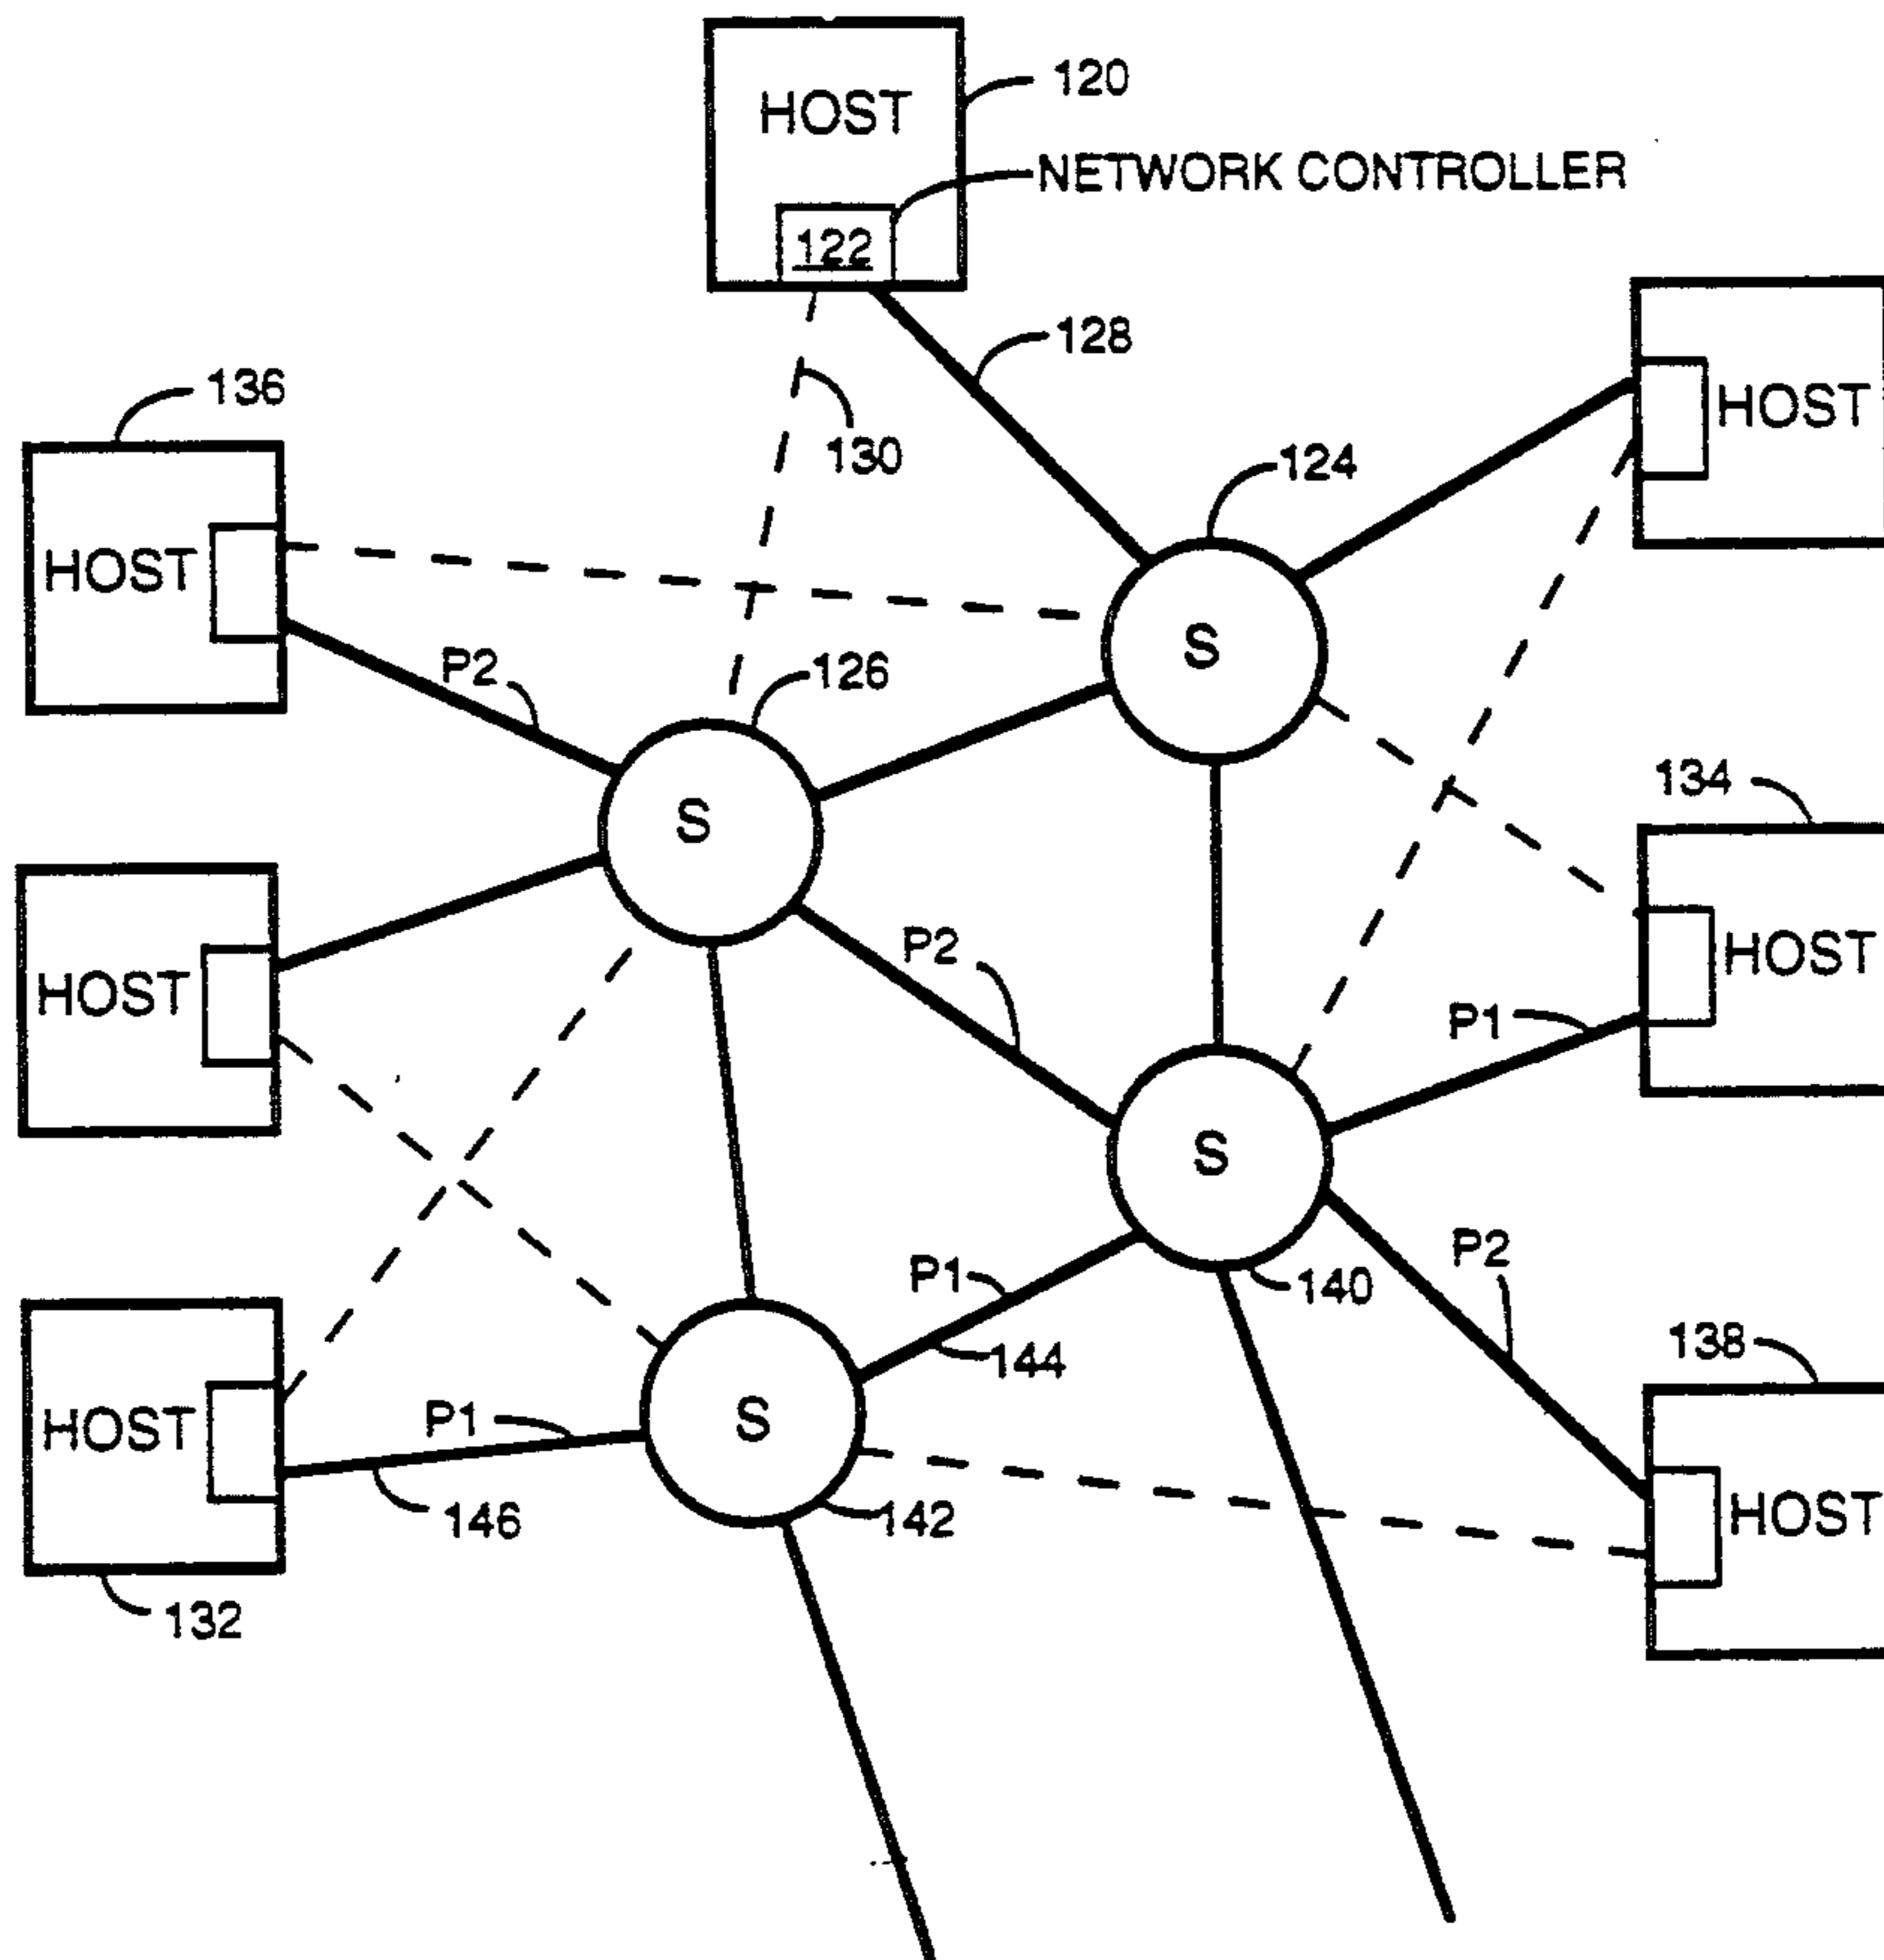 HOST
120
NETWORK CONTROLLER
122
128
HOST
136
130
124
HOST
P2
126
S
134
S
P2
HOST
HOST
P1
S
P2
P1
140
138
144
HOST
P1
S
HOST
146
142
132